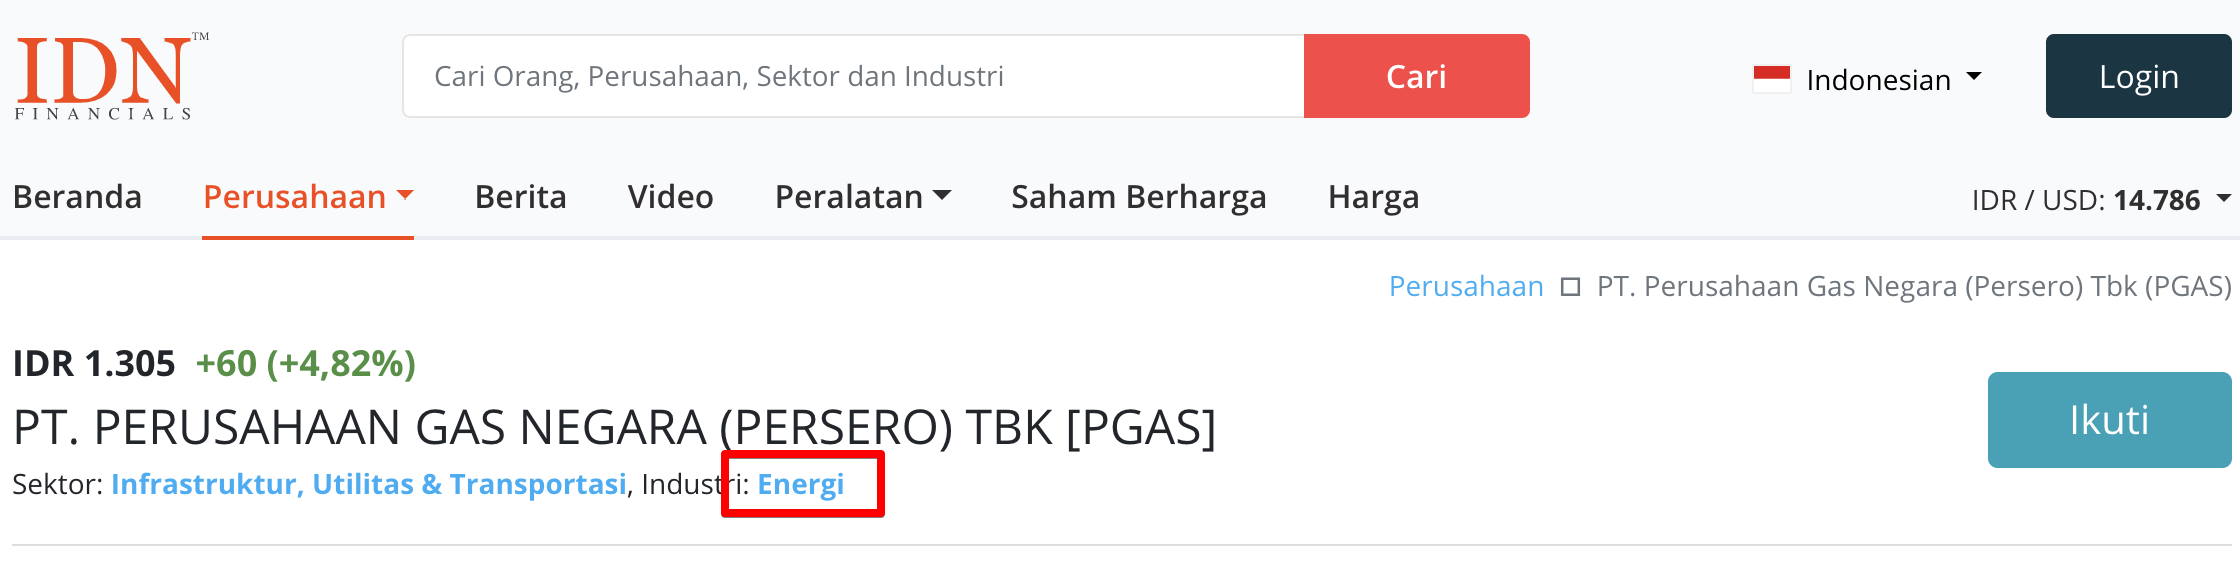 IDN™
FINANCIALS
Cari Orang, Perusahaan, Sektor dan Industri
Cari
Indonesian
Login
Beranda Perusahaan Berita Video Peralatan Saham Berharga Harga
IDR / USD: 14.786
Perusahaan PT. Perusahaan Gas Negara (Persero) Tbk (PGAS)
IDR 1.305 +60 (+4,82%)
PT. PERUSAHAAN GAS NEGARA (PERSERO) TBK [PGAS]
Ikuti
Sektor: Infrastruktur, Utilitas & Transportasi, Industri: Energi